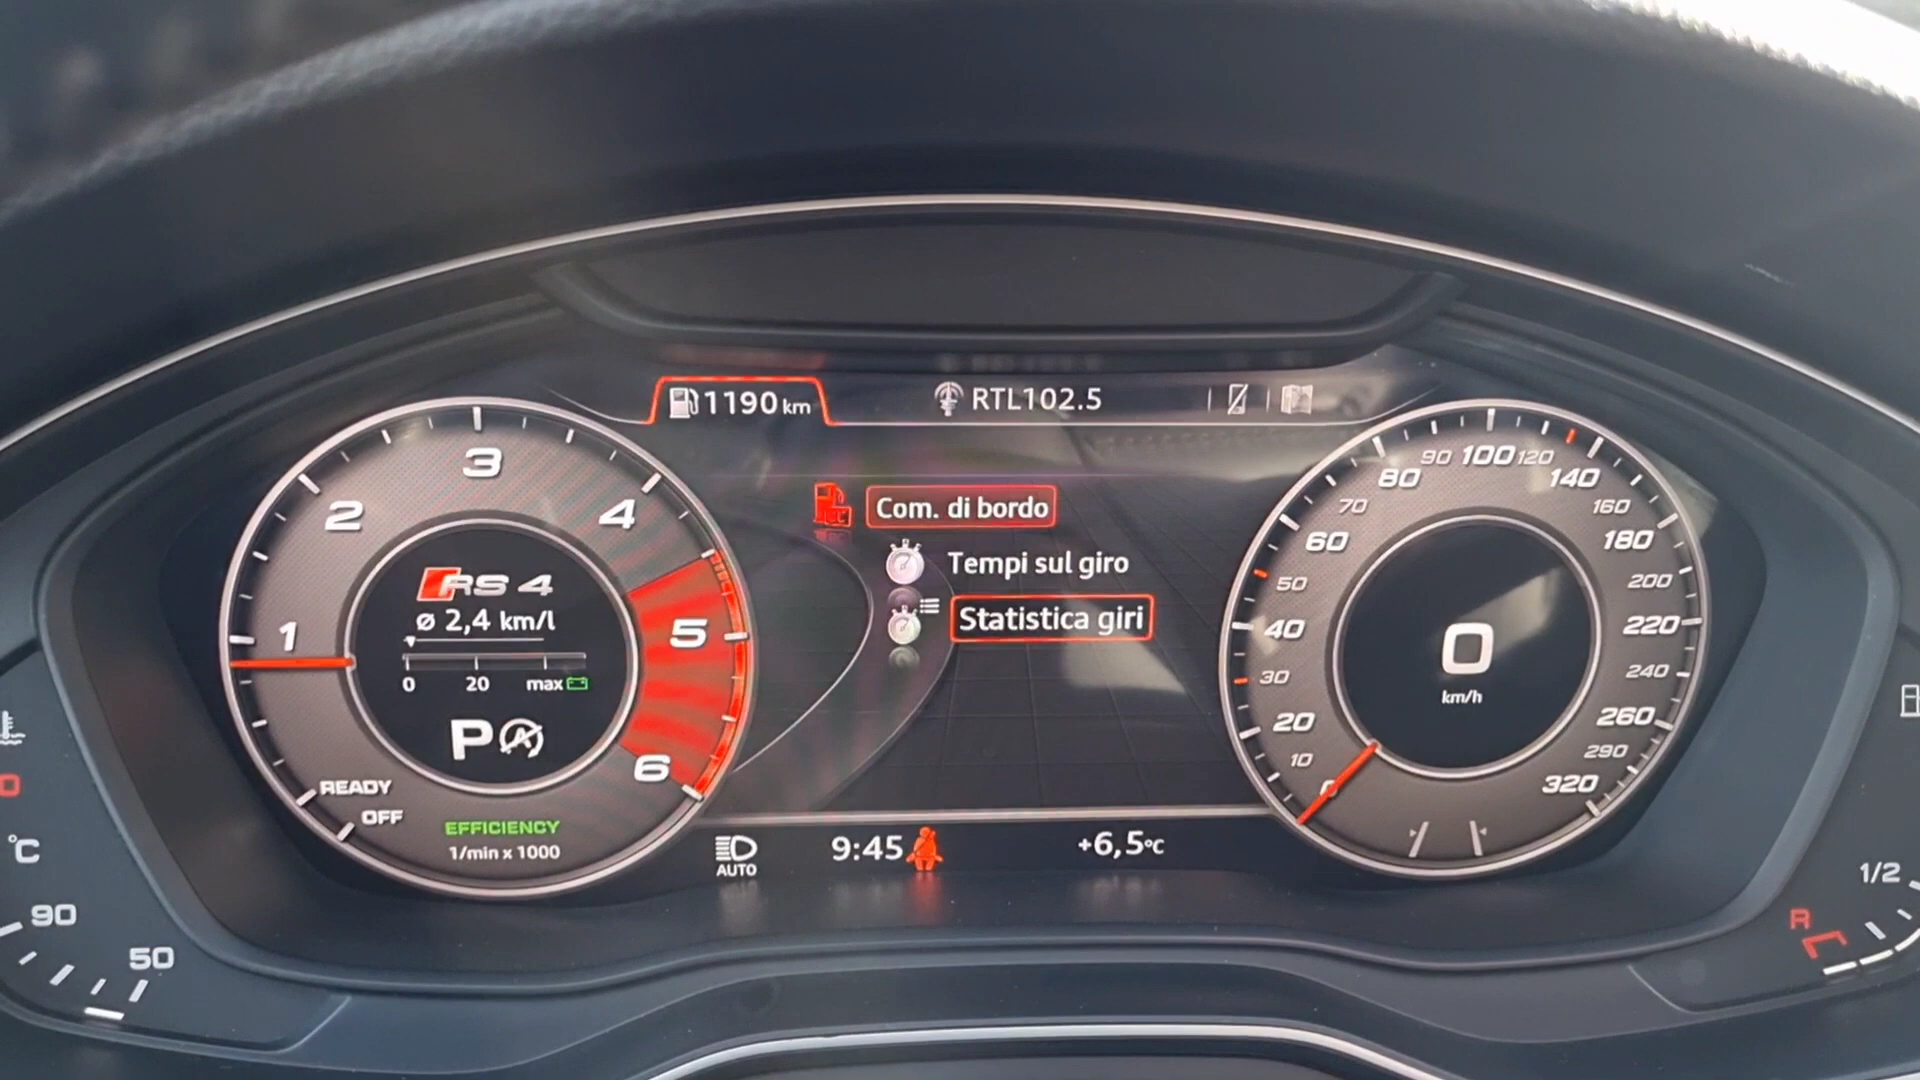 1190 km
RTL102.5
Com. di bordo
Tempi sul giro
Statistica giri
1
2
3
4
5
6
RS 4
ø 2,4 km/l
0 20 max
P
READY
OFF
EFFICIENCY
1/min x 1000
0
10
20
30
40
50
60
70
80
90
100
120
140
160
180
200
220
240
260
290
320
0
km/h
AUTO
9:45
+6,5°C
°C
90
50
1/2
R